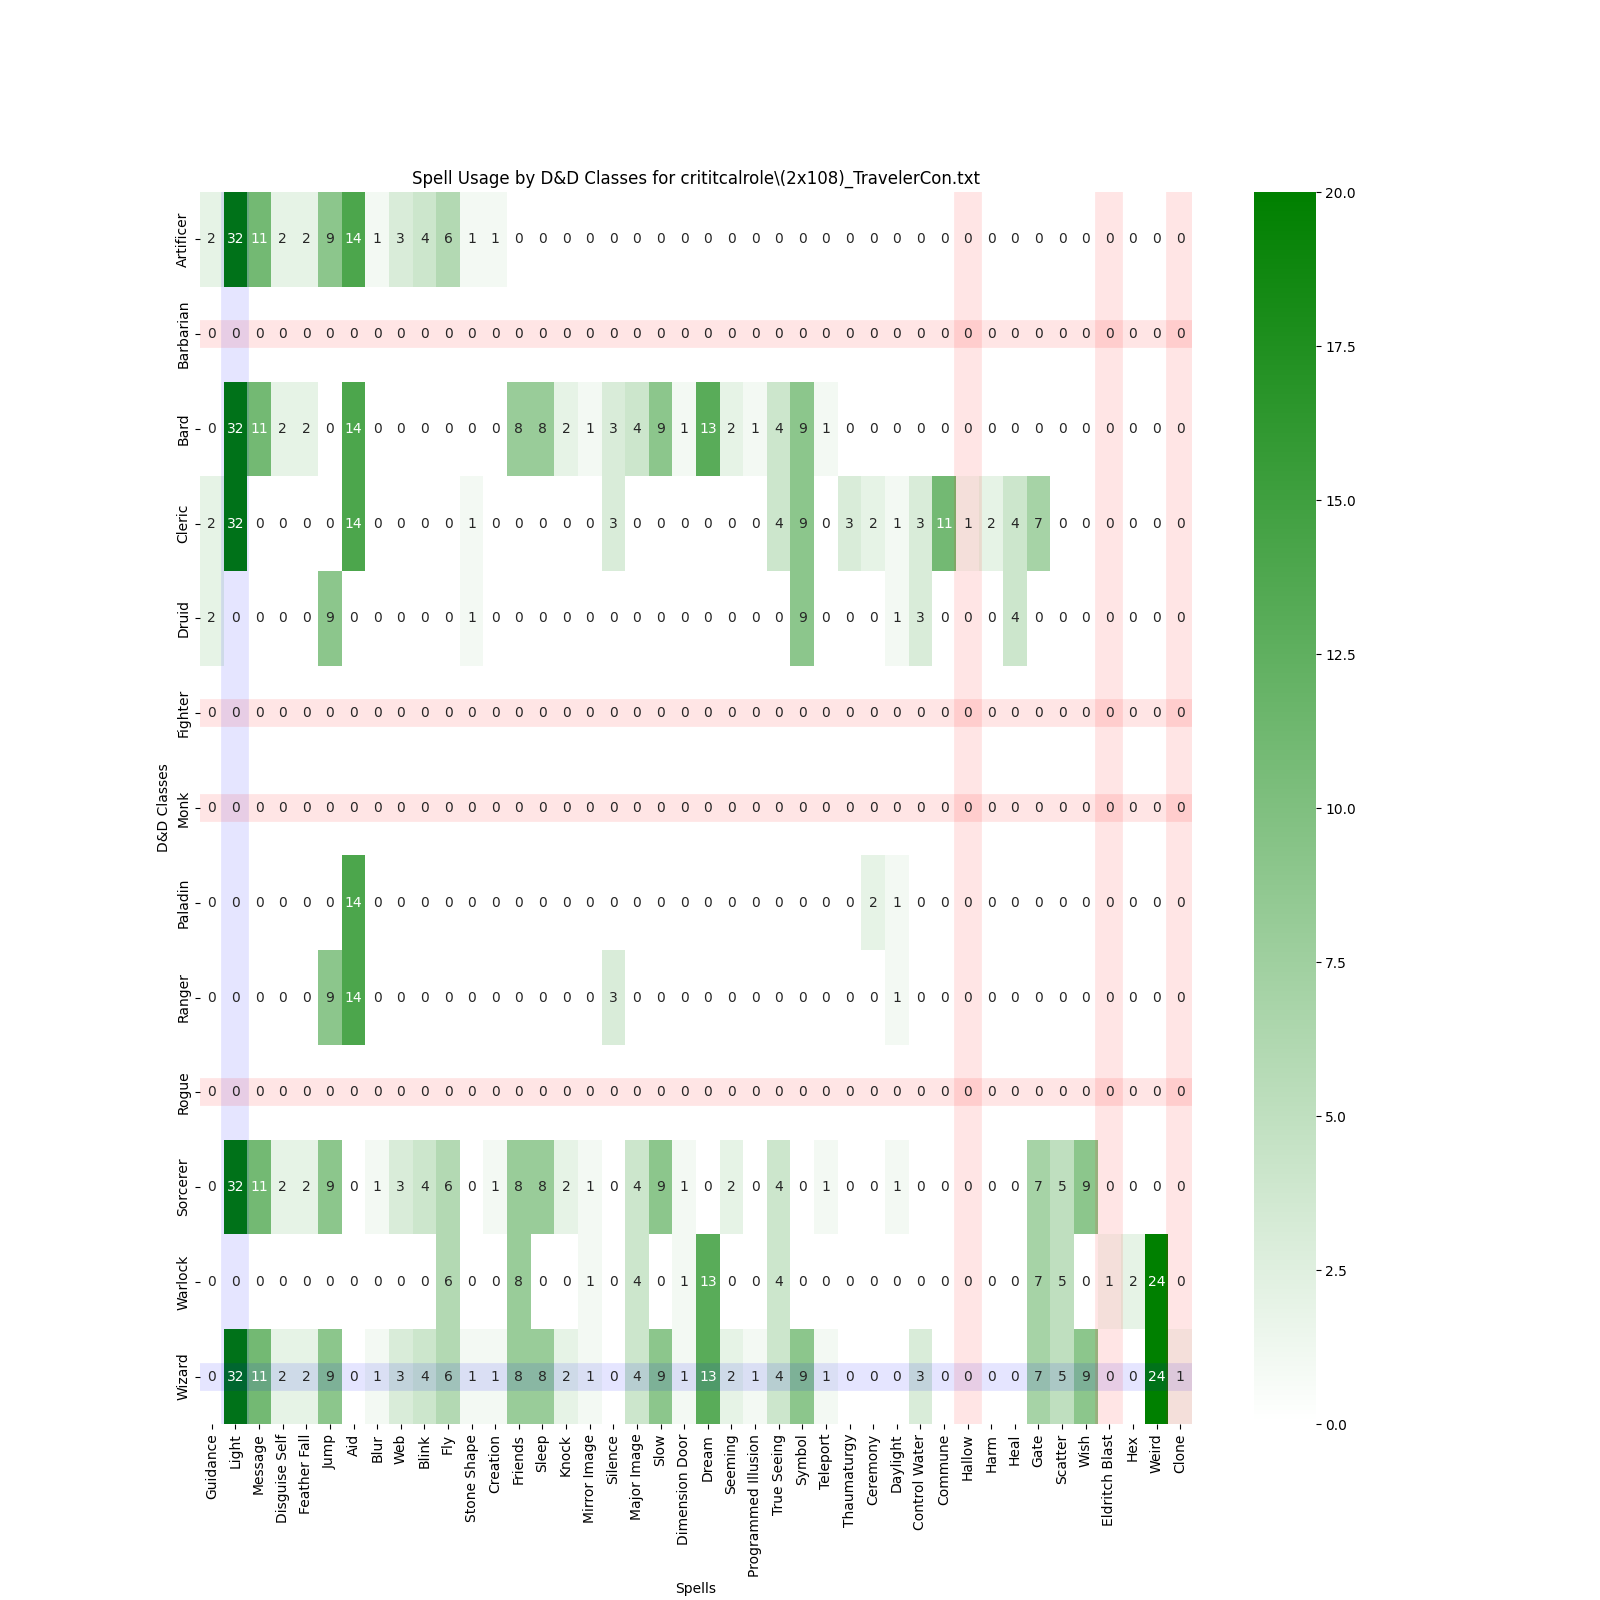 Spell Usage by D&D Classes for crititcalrole\(2x108)_TravelerCon.txt
D&D Classes
Artificer 2 32 11 2 2 9 14 1 3 4 6 1 1 0 0 0 0 0 0 0 0 0 0 0 0 0 0 0 0 0 0 0 0 0 0 0 0 0 0 0 0 0
Barbarian 0 0 0 0 0 0 0 0 0 0 0 0 0 0 0 0 0 0 0 0 0 0 0 0 0 0 0 0 0 0 0 0 0 0 0 0 0 0 0 0 0 0
Bard 0 32 11 2 2 0 14 0 0 0 0 0 0 8 8 2 1 3 4 9 1 13 2 1 4 9 1 0 0 0 0 0 0 0 0 0 0 0 0 0 0 0
Cleric 2 32 0 0 0 0 14 0 0 0 0 1 0 0 0 0 0 3 0 0 0 0 0 0 4 9 0 3 2 1 3 11 1 2 4 7 0 0 0 0 0 0
Druid 2 0 0 0 0 9 0 0 0 0 0 1 0 0 0 0 0 0 0 0 0 0 0 0 0 9 0 0 0 1 3 0 0 0 4 0 0 0 0 0 0 0
Fighter 0 0 0 0 0 0 0 0 0 0 0 0 0 0 0 0 0 0 0 0 0 0 0 0 0 0 0 0 0 0 0 0 0 0 0 0 0 0 0 0 0 0
Monk 0 0 0 0 0 0 0 0 0 0 0 0 0 0 0 0 0 0 0 0 0 0 0 0 0 0 0 0 0 0 0 0 0 0 0 0 0 0 0 0 0 0
Paladin 0 0 0 0 0 0 14 0 0 0 0 0 0 0 0 0 0 0 0 0 0 0 0 0 0 0 0 0 2 1 0 0 0 0 0 0 0 0 0 0 0 0
Ranger 0 0 0 0 0 9 14 0 0 0 0 0 0 0 0 0 0 3 0 0 0 0 0 0 0 0 0 0 0 1 0 0 0 0 0 0 0 0 0 0 0 0
Rogue 0 0 0 0 0 0 0 0 0 0 0 0 0 0 0 0 0 0 0 0 0 0 0 0 0 0 0 0 0 0 0 0 0 0 0 0 0 0 0 0 0 0
Sorcerer 0 32 11 2 2 9 0 1 3 4 6 0 1 8 8 2 1 0 4 9 1 0 2 0 4 0 1 0 0 1 0 0 0 0 0 7 5 9 0 0 0 0
Warlock 0 0 0 0 0 0 0 0 0 0 6 0 0 8 0 0 1 0 4 0 1 13 0 0 4 0 0 0 0 0 0 0 0 0 0 7 5 0 1 2 24 0
Wizard 0 32 11 2 2 9 0 1 3 4 6 1 1 8 8 2 1 0 4 9 1 13 2 1 4 9 1 0 0 0 3 0 0 0 0 7 5 9 0 0 24 1
Guidance
Light
Message
Disguise Self
Feather Fall
Jump
Aid
Blur
Web
Blink
Fly
Stone Shape
Creation
Friends
Sleep
Knock
Mirror Image
Silence
Major Image
Slow
Dimension Door
Dream
Seeming
Programmed Illusion
True Seeing
Symbol
Teleport
Thaumaturgy
Ceremony
Daylight
Control Water
Commune
Hallow
Harm
Heal
Gate
Scatter
Wish
Eldritch Blast
Hex
Weird
Clone
Spells
20.0
17.5
15.0
12.5
10.0
7.5
5.0
2.5
0.0